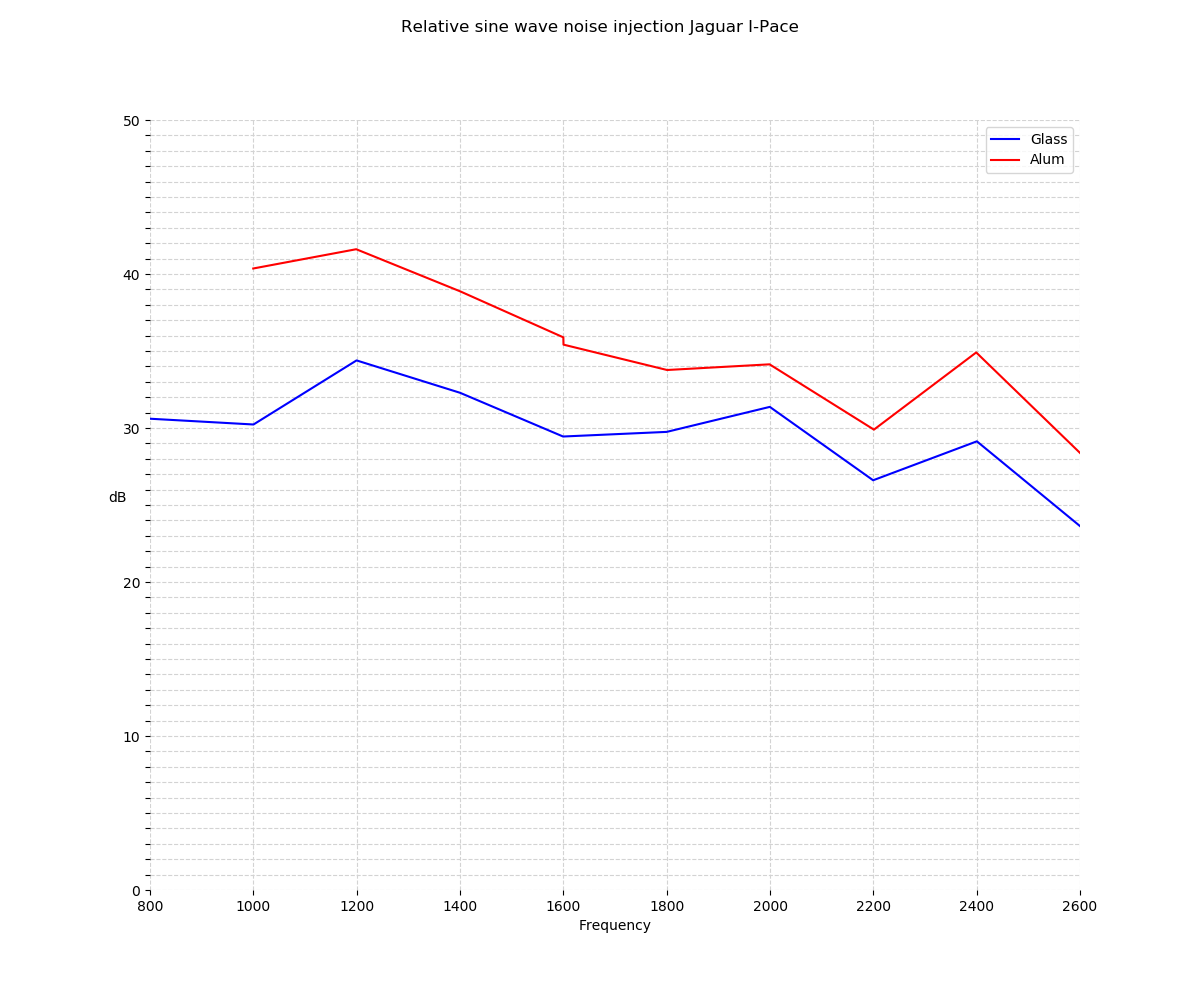 Relative sine wave noise injection Jaguar I-Pace
50
Glass
Alum
40
30
dB
20
10
0
800 1000 1200 1400 1600 1800 2000 2200 2400 2600
Frequency